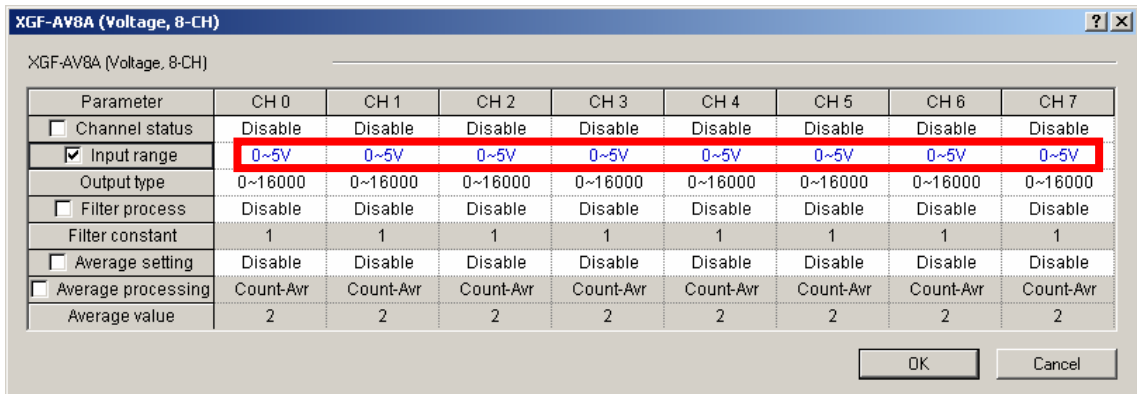 XGF-AV8A (Voltage, 8-CH)
XGF-AV8A (Voltage, 8-CH)
Parameter CH 0 CH 1 CH 2 CH 3 CH 4 CH 5 CH 6 CH 7
Channel status Disable Disable Disable Disable Disable Disable Disable Disable
Input range 0~5V 0~5V 0~5V 0~5V 0~5V 0~5V 0~5V 0~5V
Output type 0~16000 0~16000 0~16000 0~16000 0~16000 0~16000 0~16000 0~16000
Filter process Disable Disable Disable Disable Disable Disable Disable Disable
Filter constant 1 1 1 1 1 1 1 1
Average setting Disable Disable Disable Disable Disable Disable Disable Disable
Average processing Count-Avr Count-Avr Count-Avr Count-Avr Count-Avr Count-Avr Count-Avr Count-Avr
Average value 2 2 2 2 2 2 2 2
OK Cancel